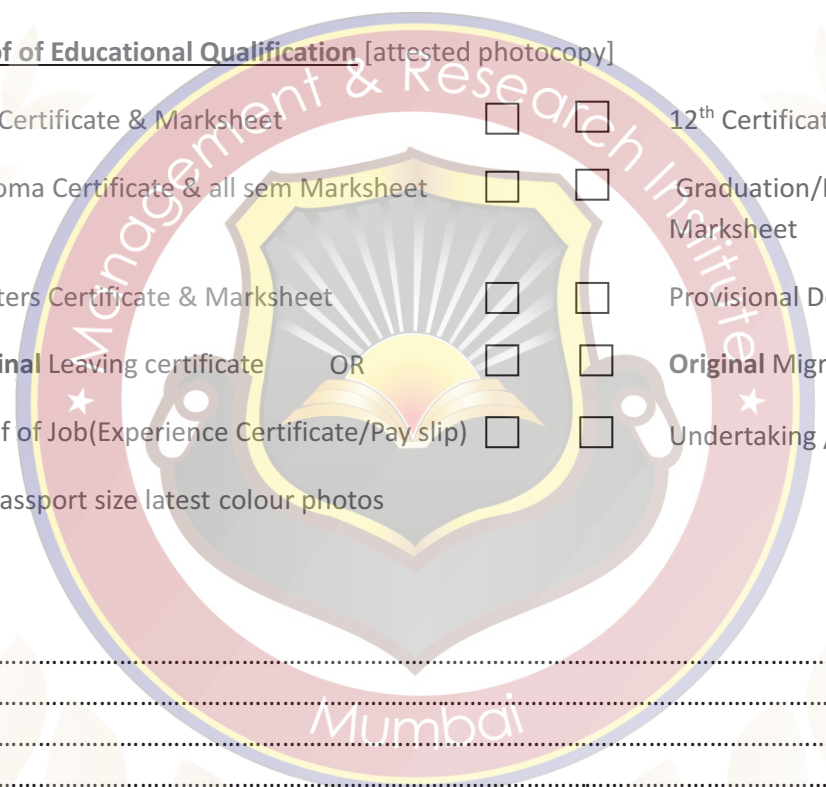 of of Educational Qualification [attested photocopy]
Certificate & Marksheet 12th Certificat
oma Certificate & all sem Marksheet Graduation/
Marksheet
ters Certificate & Marksheet Provisional D
inal Leaving certificate OR Original Migr
f of Job(Experience Certificate/Pay slip) Undertaking
assport size latest colour photos
Management & Research Institute
Mumbai